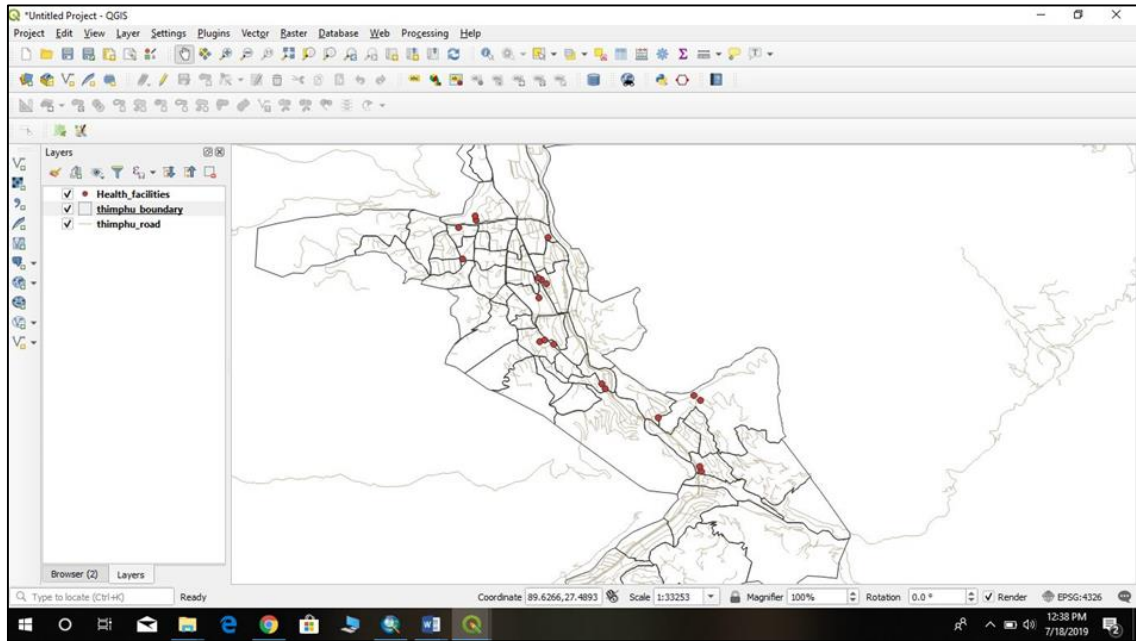 *Untitled Project - QGIS
Project Edit View Layer Settings Plugins Vector Raster Database Web Processing Help
Layers
Health_facilities
thimphu_boundary
thimphu_road
Browser (2) Layers
Type to locate (Ctrl+K) Ready Coordinate 89.6266,27.4893 Scale 1:33253 Magnifier 100% Rotation 0.0 ° Render EPSG:4326
12:38 PM
7/18/2019